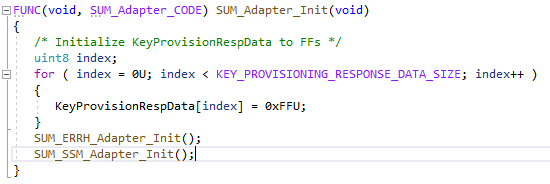 FUNC(void, SUM_Adapter_CODE) SUM_Adapter_Init(void)
{
/* Initialize KeyProvisionRespData to FFs */
uint8 index;
for ( index = 0U; index < KEY_PROVISIONING_RESPONSE_DATA_SIZE; index++ )
{
KeyProvisionRespData[index] = 0xFFU;
}
SUM_ERRH_Adapter_Init();
SUM_SSM_Adapter_Init();
}